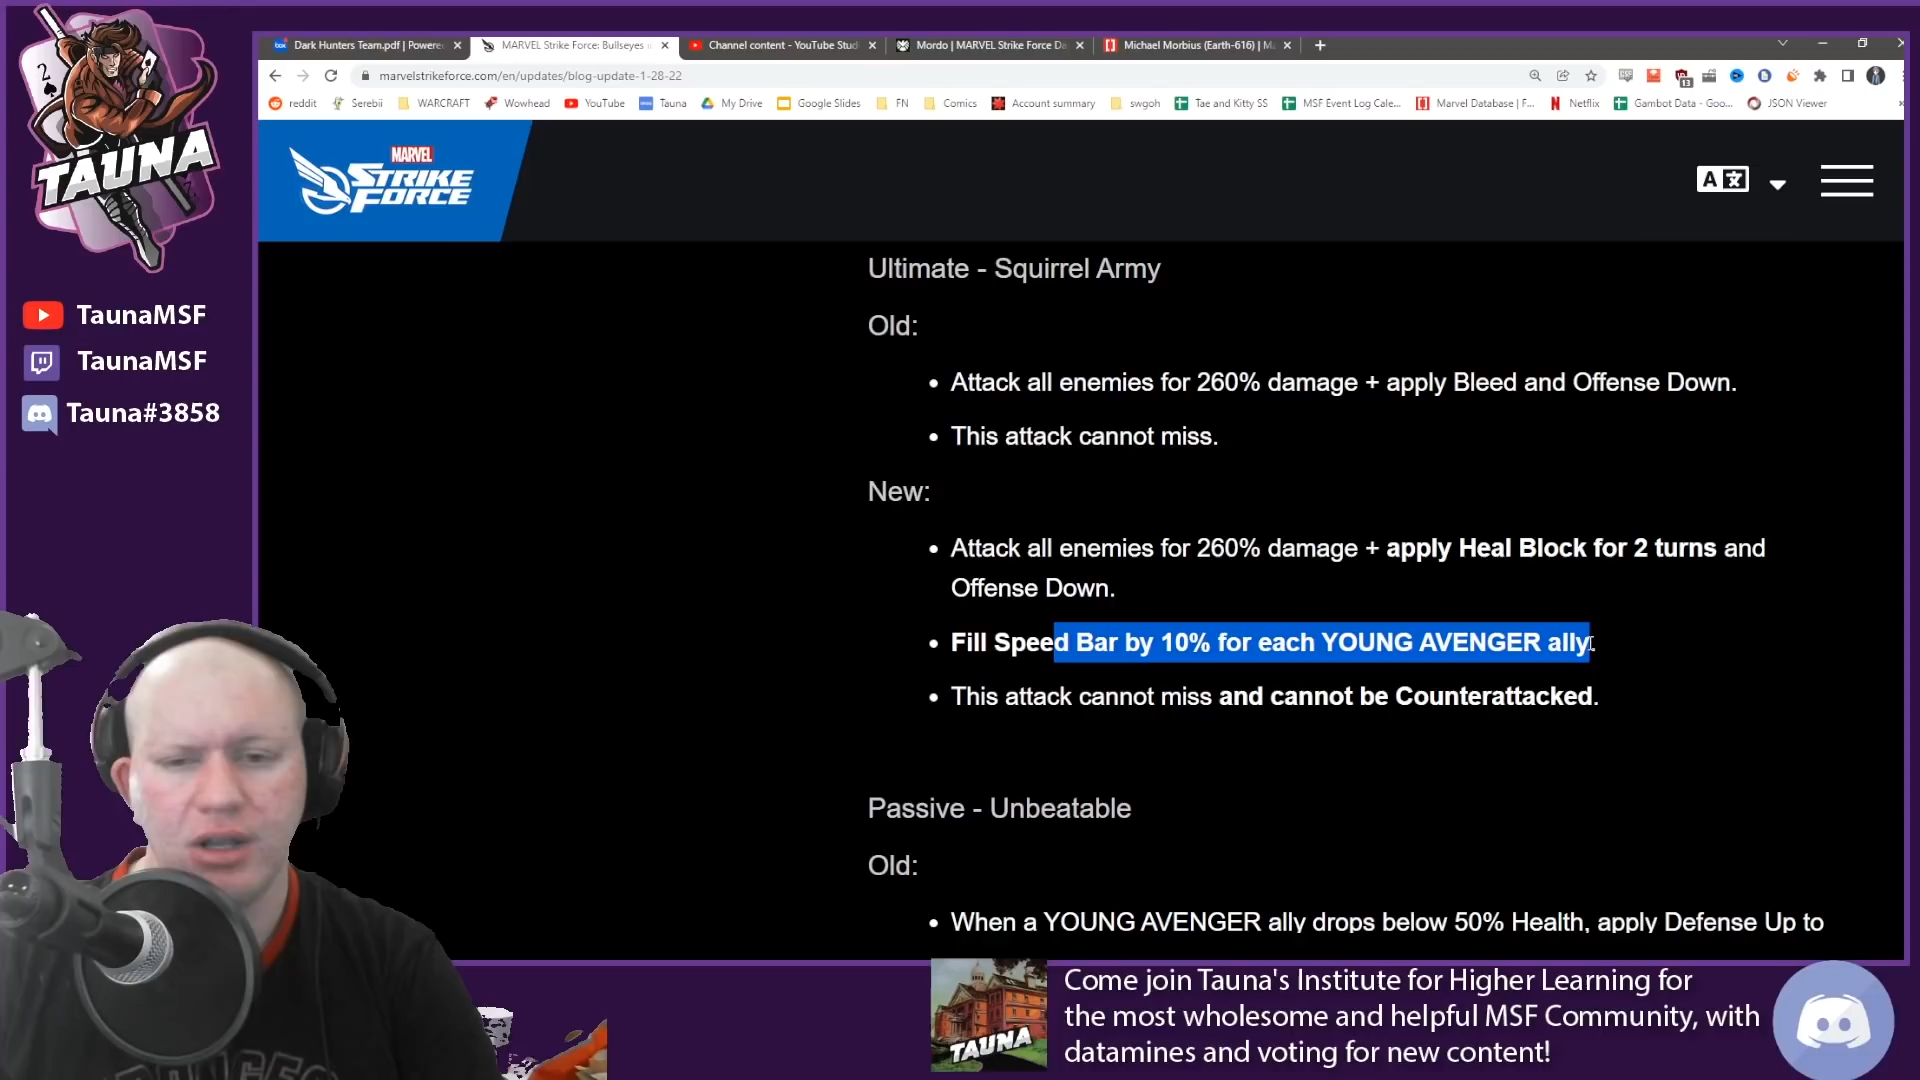 Dark Hunters Team.pdf | Powere
MARVEL Strike Force: Bullseyes
Channel content - YouTube Stud
Mordo | MARVEL Strike Force Da
Michael Morbius (Earth-616) | M
marvelstrikeforce.com/en/updates/blog-update-1-28-22
13
reddit
Serebii
WARCRAFT
Wowhead
YouTube
Tauna
My Drive
Google Slides
FN
Comics
Account summary
swgoh
Tae and Kitty SS
MSF Event Log Cale...
Marvel Database | F...
Netflix
Gambot Data - Goo...
JSON Viewer
2
TAUNA
MARVEL
STRIKE
FORCE
A
TaunaMSF
TaunaMSF
Tauna#3858
Ultimate - Squirrel Army
Old:
• Attack all enemies for 260% damage + apply Bleed and Offense Down.
• This attack cannot miss.
New:
• Attack all enemies for 260% damage + apply Heal Block for 2 turns and
Offense Down.
• Fill Speed Bar by 10% for each YOUNG AVENGER ally.
• This attack cannot miss and cannot be Counterattacked.
Passive - Unbeatable
Old:
• When a YOUNG AVENGER ally drops below 50% Health, apply Defense Up to
TAUNA
Come join Tauna's Institute for Higher Learning for
the most wholesome and helpful MSF Community, with
datamines and voting for new content!